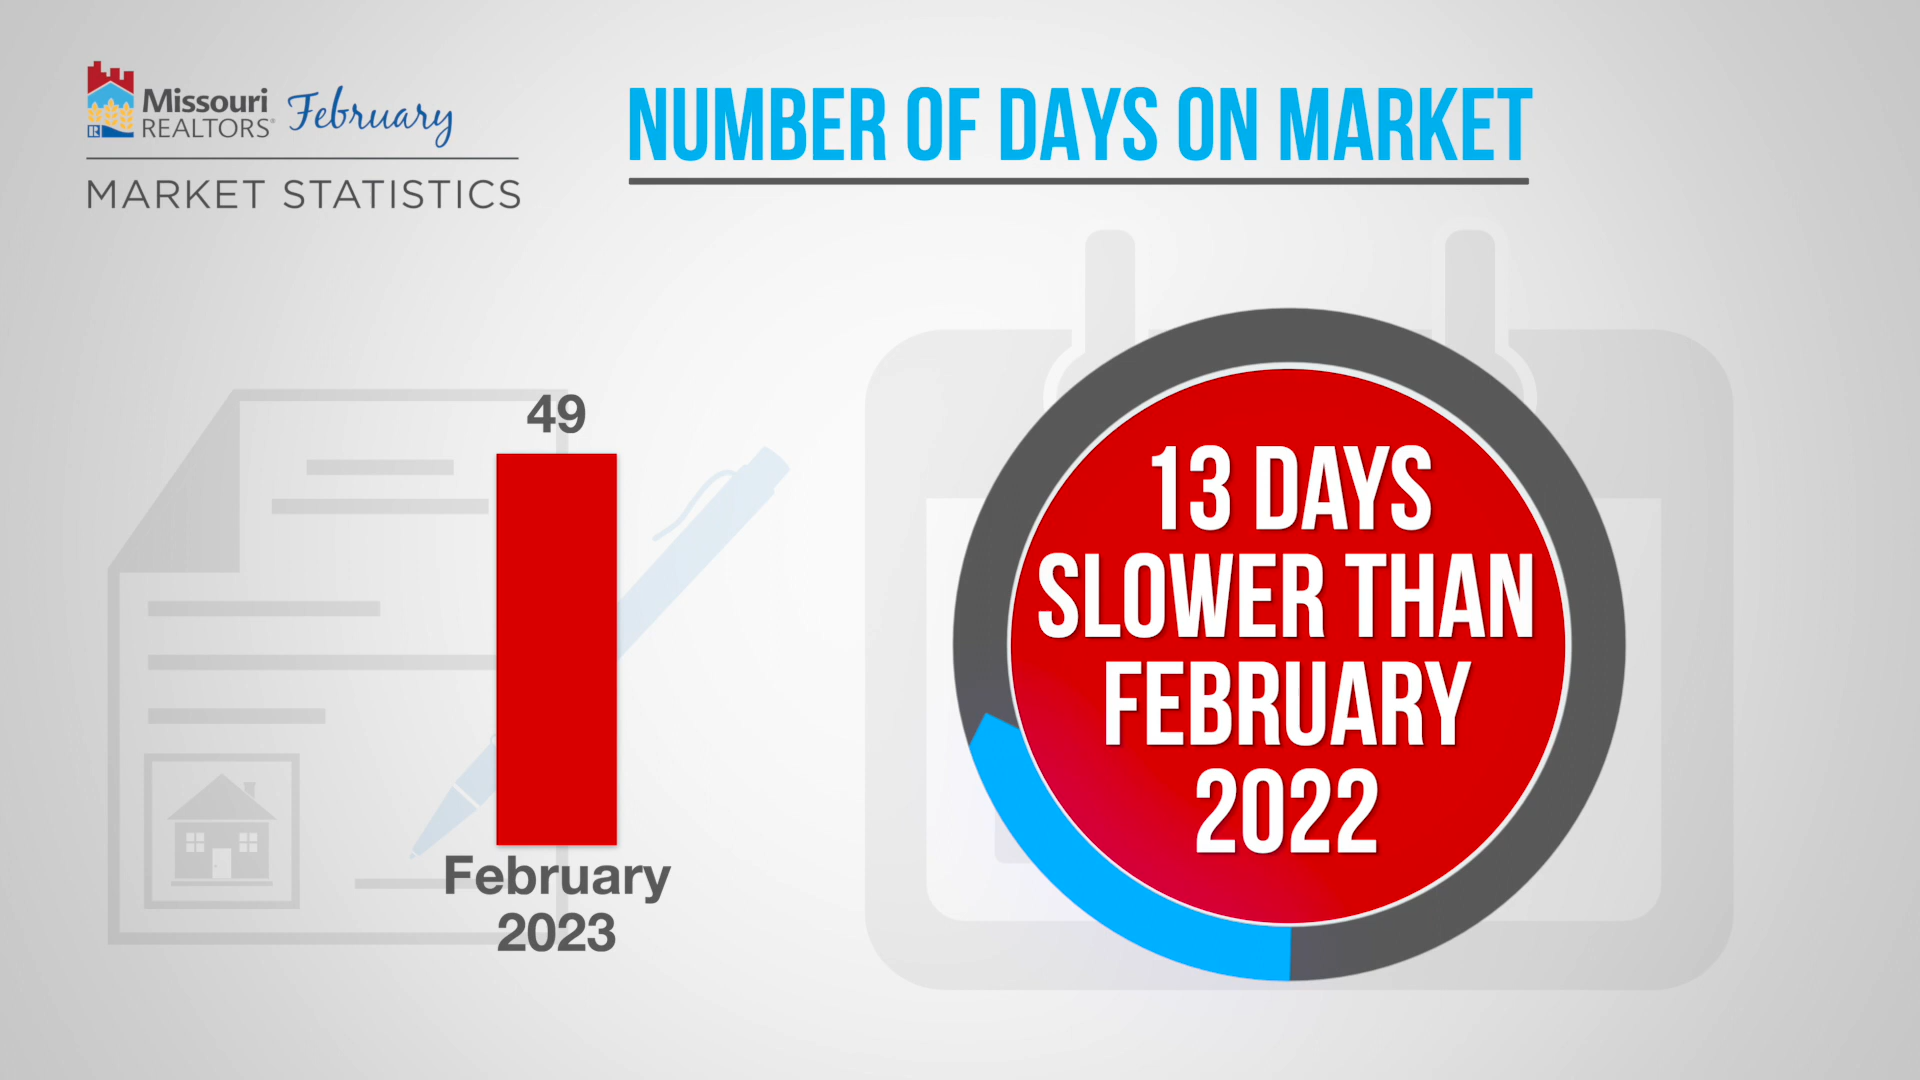 Missouri
REALTORS®
February
MARKET STATISTICS
NUMBER OF DAYS ON MARKET
49
February
2023
13 DAYS
SLOWER THAN
FEBRUARY
2022